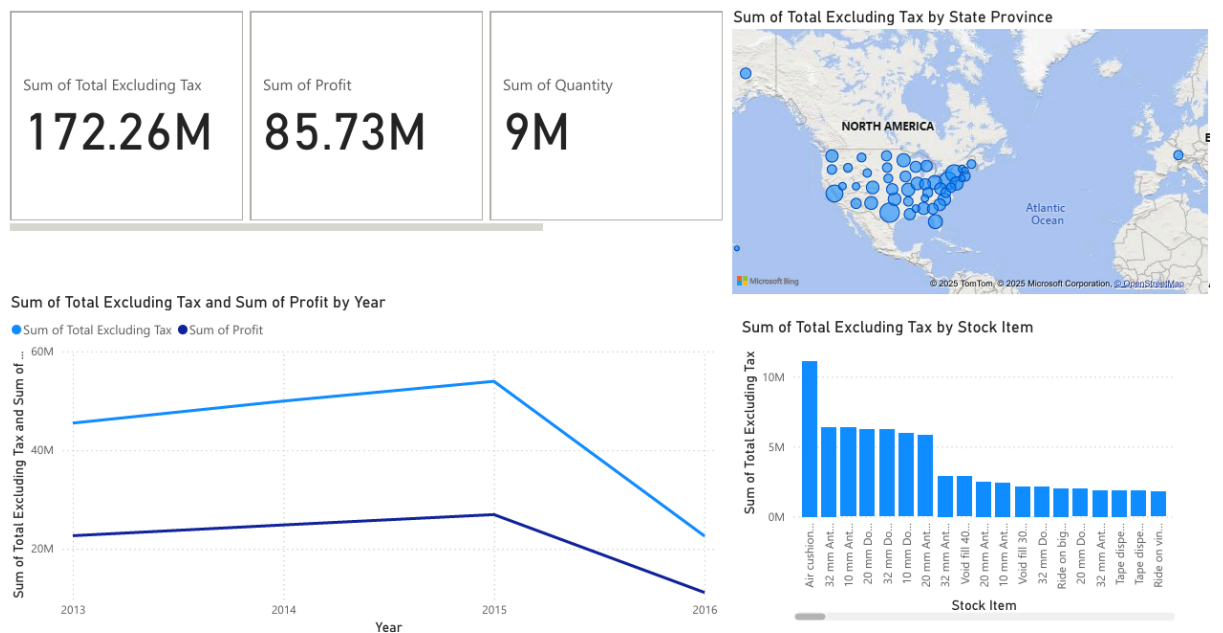 Sum of Total Excluding Tax
172.26M
Sum of Profit
85.73M
Sum of Quantity
9M
Sum of Total Excluding Tax by State Province
NORTH AMERICA
E
Atlantic
Ocean
Microsoft Bing
© 2025 TomTom, © 2025 Microsoft Corporation, © OpenStreetMap
Sum of Total Excluding Tax and Sum of Profit by Year
Sum of Total Excluding Tax
Sum of Profit
Sum of Total Excluding Tax and Sum of ...
60M
40M
20M
2013
2014
2015
2016
Year
Sum of Total Excluding Tax by Stock Item
Sum of Total Excluding Tax
10M
5M
0M
Air cushion...
32 mm Ant...
10 mm Ant...
20 mm Do...
32 mm Do...
10 mm Do...
20 mm Ant...
32 mm Ant...
Void fill 40...
20 mm Ant...
10 mm Ant...
Void fill 30...
32 mm Do...
Ride on big...
20 mm Do...
32 mm Ant...
Tape dispe...
Tape dispe...
Ride on vin...
Stock Item